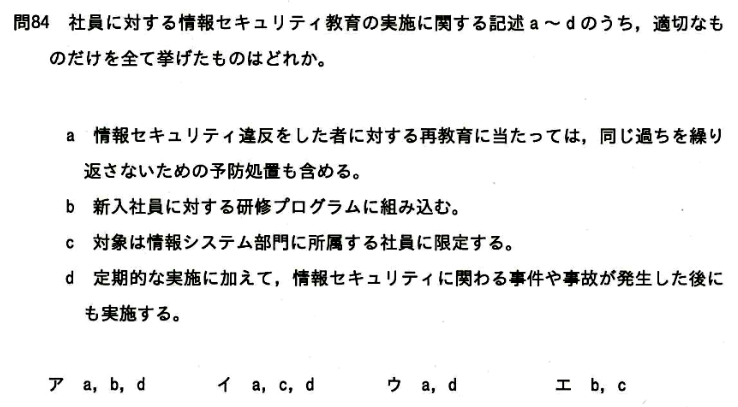 問84 社員に対する情報セキュリティ教育の実施に関する記述 a ～ d のうち，適切なも
のだけを全て挙げたものはどれか。
a 情報セキュリティ違反をした者に対する再教育に当たっては，同じ過ちを繰り
返さないための予防処置も含める。
b 新入社員に対する研修プログラムに組み込む。
c 対象は情報システム部門に所属する社員に限定する。
d 定期的な実施に加えて，情報セキュリティに関わる事件や事故が発生した後に
も実施する。
ア a，b，d イ a，c，d ウ a，d エ b，c